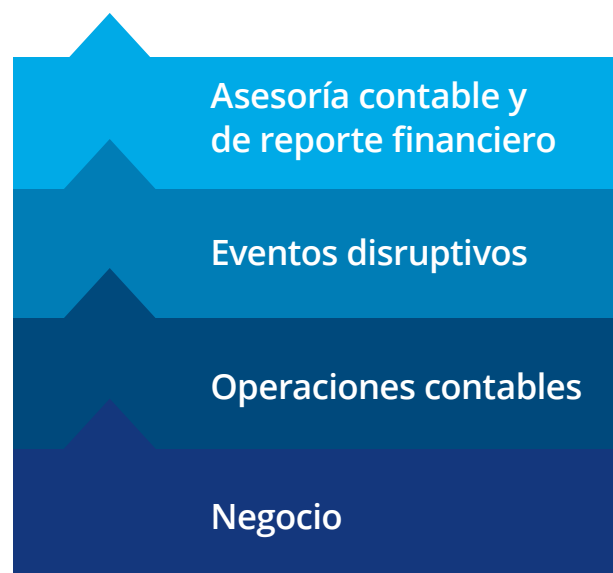 Asesoría contable y
de reporte financiero
Eventos disruptivos
Operaciones contables
Negocio